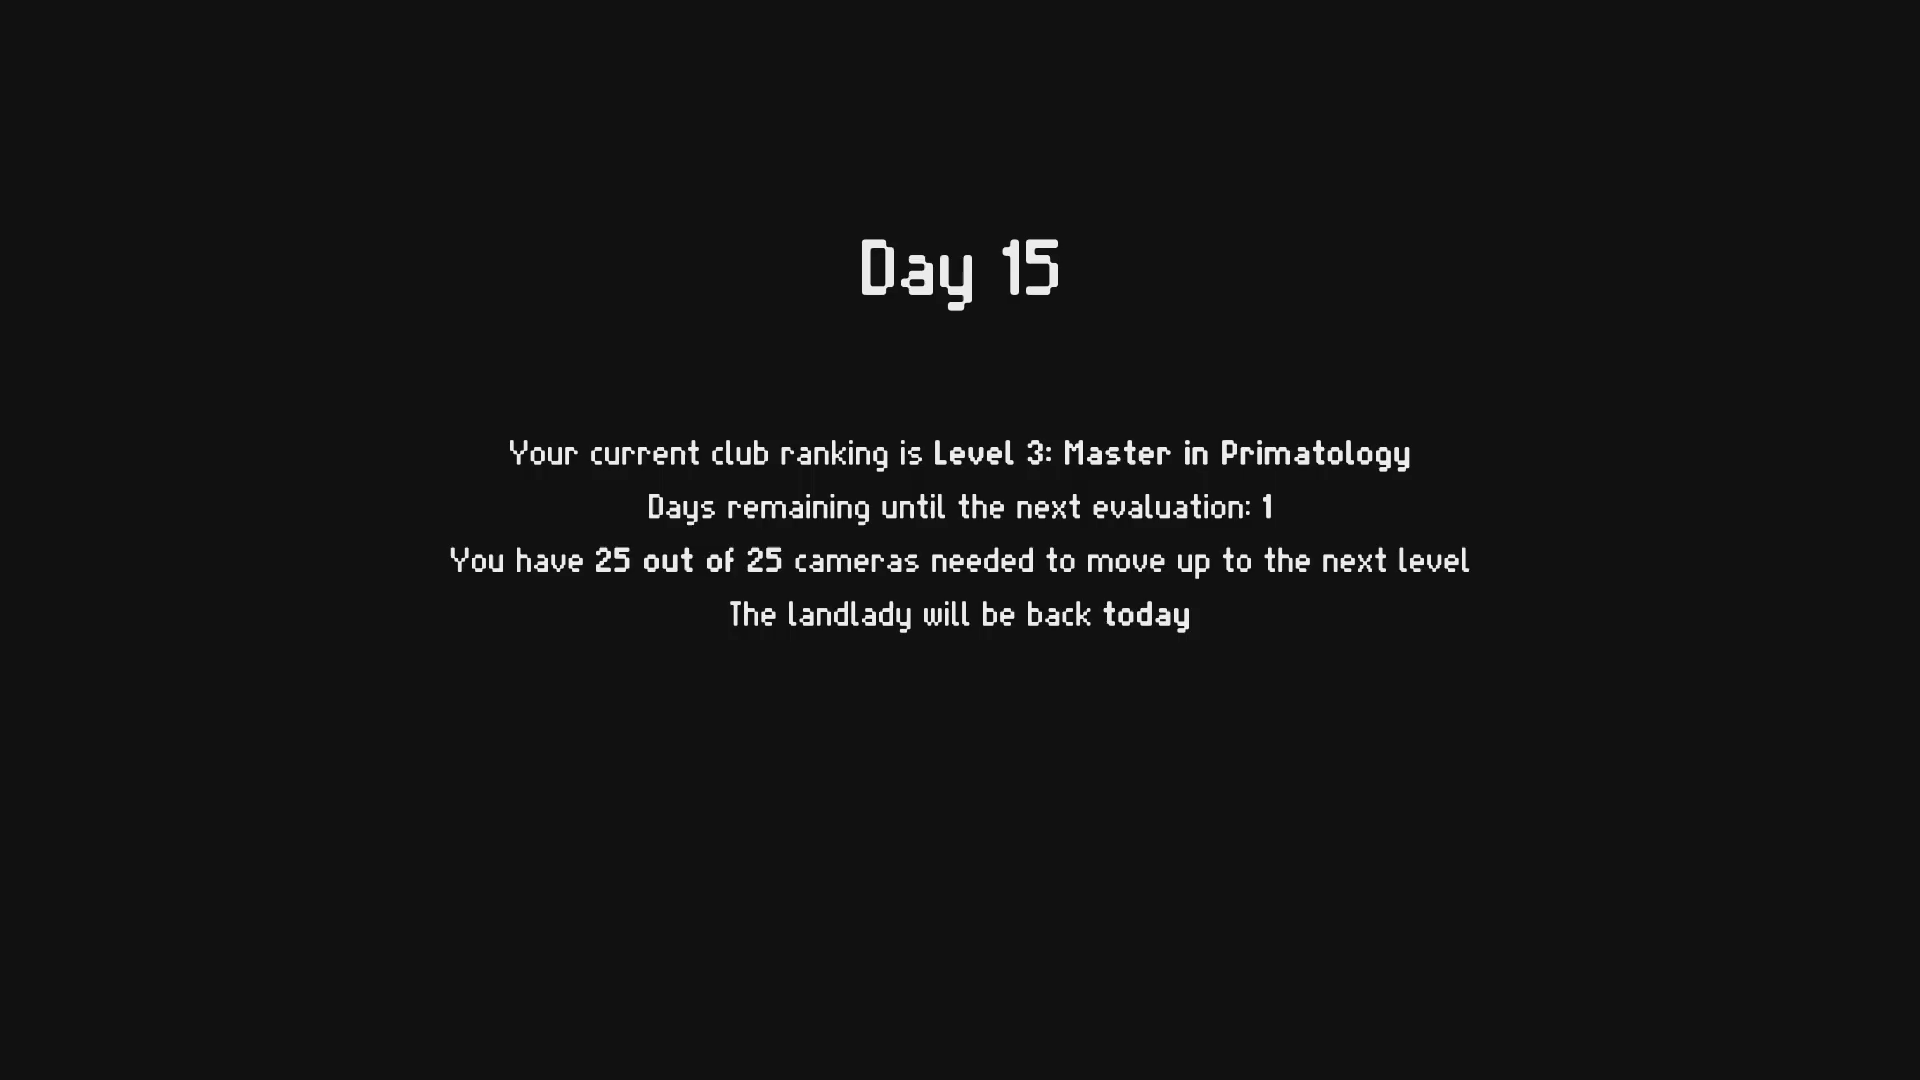 Day 15
Your current club ranking is Level 3: Master in Primatology
Days remaining until the next evaluation: 1
You have 25 out of 25 cameras needed to move up to the next level
The landlady will be back today